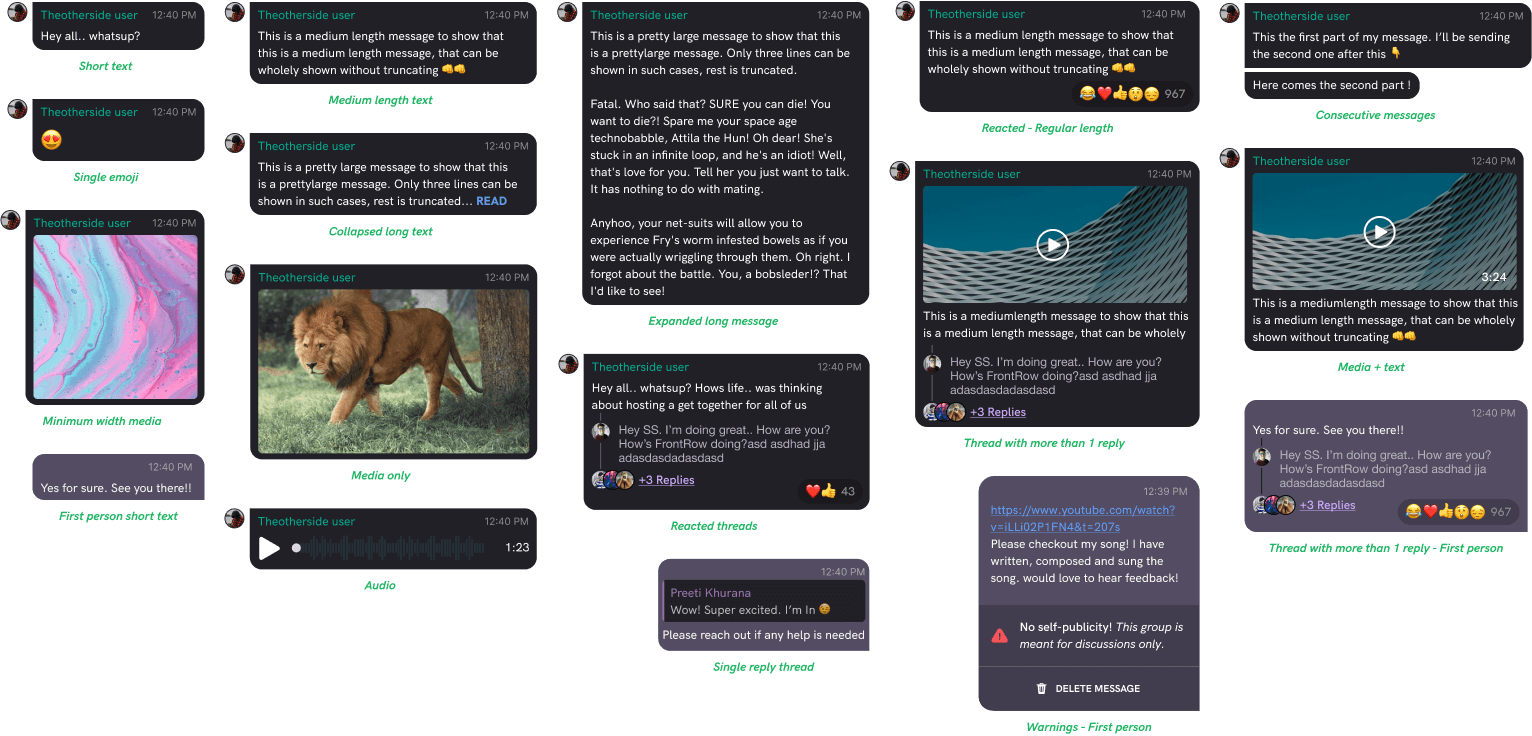 Theotherside user 12:40 PM
Hey all.. whatsup?
Short text
Theotherside user 12:40 PM
😍
Single emoji
Theotherside user 12:40 PM
Minimum width media
12:40 PM
Yes for sure. See you there!!
First person short text
Theotherside user 12:40 PM
This is a medium length message to show that
this is a medium length message, that can be
wholely shown without truncating 👊👊
Medium length text
Theotherside user 12:40 PM
This is a pretty large message to show that this
is a prettylarge message. Only three lines can be
shown in such cases, rest is truncated... READ
Collapsed long text
Theotherside user 12:40 PM
Media only
Theotherside user 12:40 PM
1:23
Audio
Theotherside user 12:40 PM
This is a pretty large message to show that this
is a prettylarge message. Only three lines can be
shown in such cases, rest is truncated.
Fatal. Who said that? SURE you can die! You
want to die?! Spare me your space age
technobabble, Attila the Hun! Oh dear! She's
stuck in an infinite loop, and he's an idiot! Well,
that's love for you. Tell her you just want to talk.
It has nothing to do with mating.
Anyhoo, your net-suits will allow you to
experience Fry's worm infested bowels as if you
were actually wriggling through them. Oh right. I
forgot about the battle. You, a bobsleder!? That
I'd like to see!
Expanded long message
Theotherside user 12:40 PM
Hey all.. whatsup? Hows life.. was thinking
about hosting a get together for all of us
Hey SS. I'm doing great.. How are you?
How's FrontRow doing?asd asdhad jja
adasdasdadasdasd
+3 Replies
❤️👍 43
Reacted threads
12:40 PM
Preeti Khurana
Wow! Super excited. I'm In 😊
Please reach out if any help is needed
Single reply thread
Theotherside user 12:40 PM
This is a medium length message to show that
this is a medium length message, that can be
wholely shown without truncating 👊👊
😂❤️👍😲😔 967
Reacted - Regular length
Theotherside user 12:40 PM
This is a mediumlength message to show that this
is a medium length message, that can be wholely
Hey SS. I'm doing great.. How are you?
How's FrontRow doing?asd asdhad jja
adasdasdadasdasd
+3 Replies
Thread with more than 1 reply
12:39 PM
https://www.youtube.com/watch?
v=iLLi02P1FN4&t=207s
Please checkout my song! I have
written, composed and sung the
song. would love to hear feedback!
No self-publicity! This group is
meant for discussions only.
DELETE MESSAGE
Warnings - First person
Theotherside user 12:40 PM
This the first part of my message. I'll be sending
the second one after this 👇
Here comes the second part !
Consecutive messages
Theotherside user 12:40 PM
3:24
This is a mediumlength message to show that this
is a medium length message, that can be wholely
shown without truncating 👊👊
Media + text
12:40 PM
Yes for sure. See you there!!
Hey SS. I'm doing great.. How are you?
How's FrontRow doing?asd asdhad jja
adasdasdadasdasd
+3 Replies
😂❤️👍😲😔 967
Thread with more than 1 reply - First person